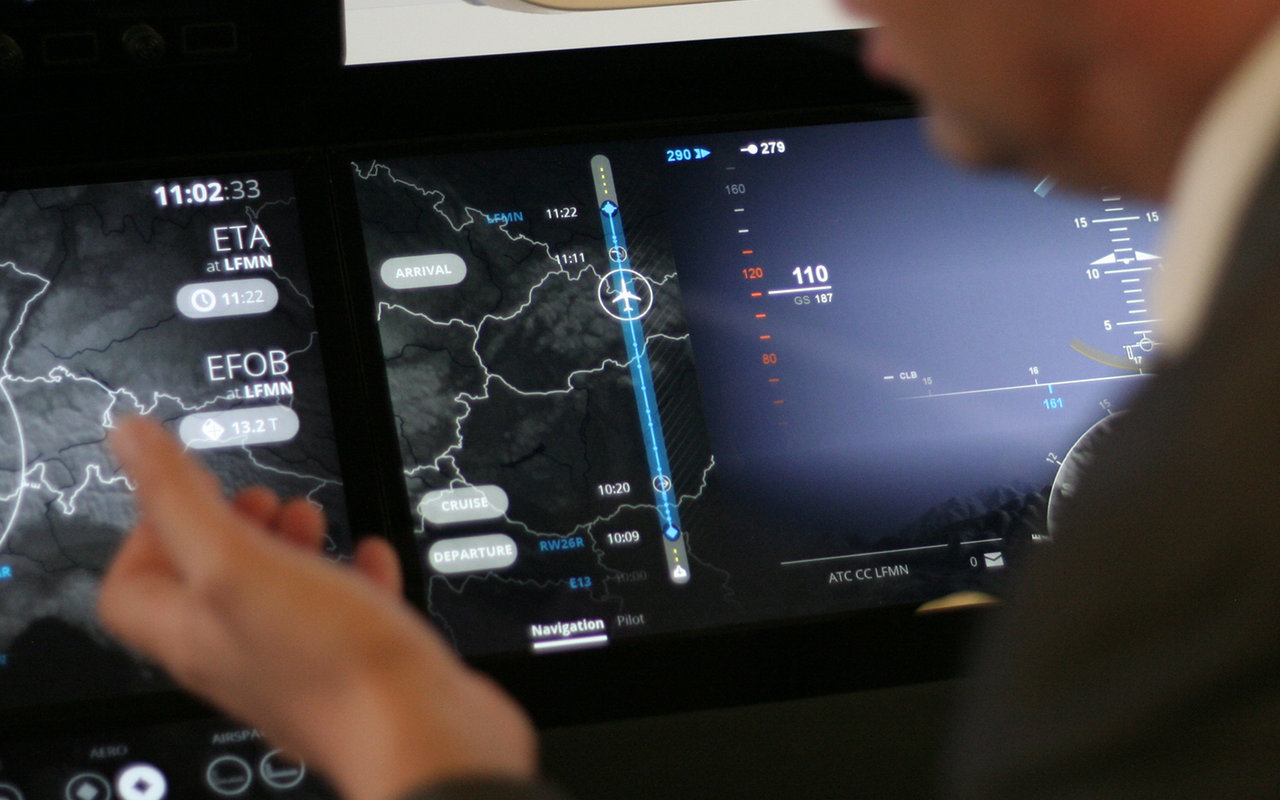 11:02:33
ETA
at LFMN
11:22
EFOB
at LFMN
13.2 T
AERO
LFMN 11:22
11:11
ARRIVAL
10:20
CRUISE
RW26R 10:09
DEPARTURE
E13 10:00
Navigation Pilot
290 279
160
120
110
GS 187
80
15 15
10
5
17
CLB 15 16
161
15
12
ATC CC LFMN 0